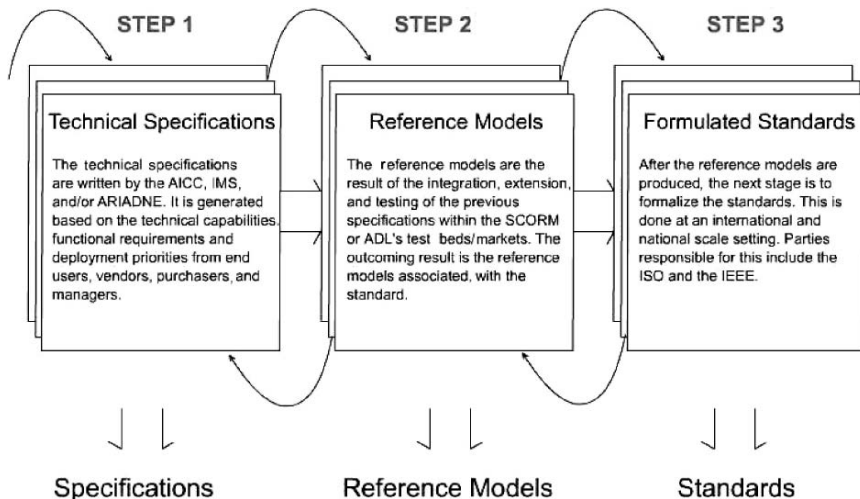 STEP 1
STEP 2
STEP 3
Technical Specifications
The technical specifications
are written by the AICC, IMS,
and/or ARIADNE. It is generated
based on the technical capabilities,
functional requirements and
deployment priorities from end
users, vendors, purchasers, and
managers.
Reference Models
The reference models are the
result of the integration, extension,
and testing of the previous
specifications within the SCORM
or ADL's test beds/markets. The
outcoming result is the reference
models associated, with the
standard.
Formulated Standards
After the reference models are
produced, the next stage is to
formalize the standards. This is
done at an international and
national scale setting. Parties
responsible for this include the
ISO and the IEEE.
Specifications
Reference Models
Standards